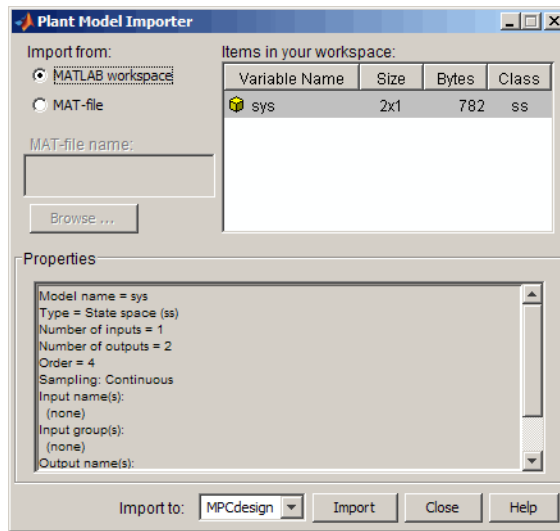 Plant Model Importer
Import from:
MATLAB workspace
MAT-file
MAT-file name:
Browse ...
Items in your workspace:
Variable Name Size Bytes Class
sys 2x1 782 ss
Properties
Model name = sys
Type = State space (ss)
Number of inputs = 1
Number of outputs = 2
Order = 4
Sampling: Continuous
Input name(s):
(none)
Input group(s):
(none)
Output name(s):
Import to: MPCdesign Import Close Help